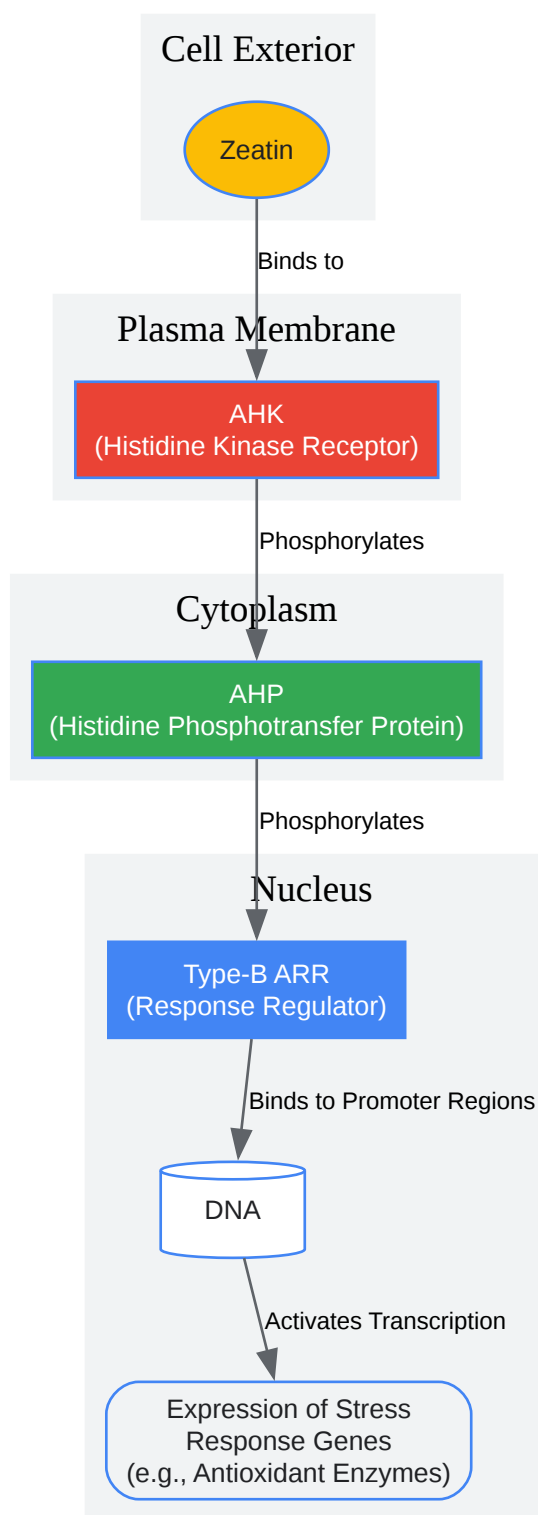 Cell Exterior
Zeatin
Binds to
Plasma Membrane
AHK
(Histidine Kinase Receptor)
Phosphorylates
Cytoplasm
AHP
(Histidine Phosphotransfer Protein)
Phosphorylates
Nucleus
Type-B ARR
(Response Regulator)
Binds to Promoter Regions
DNA
Activates Transcription
Expression of Stress
Response Genes
(e.g., Antioxidant Enzymes)